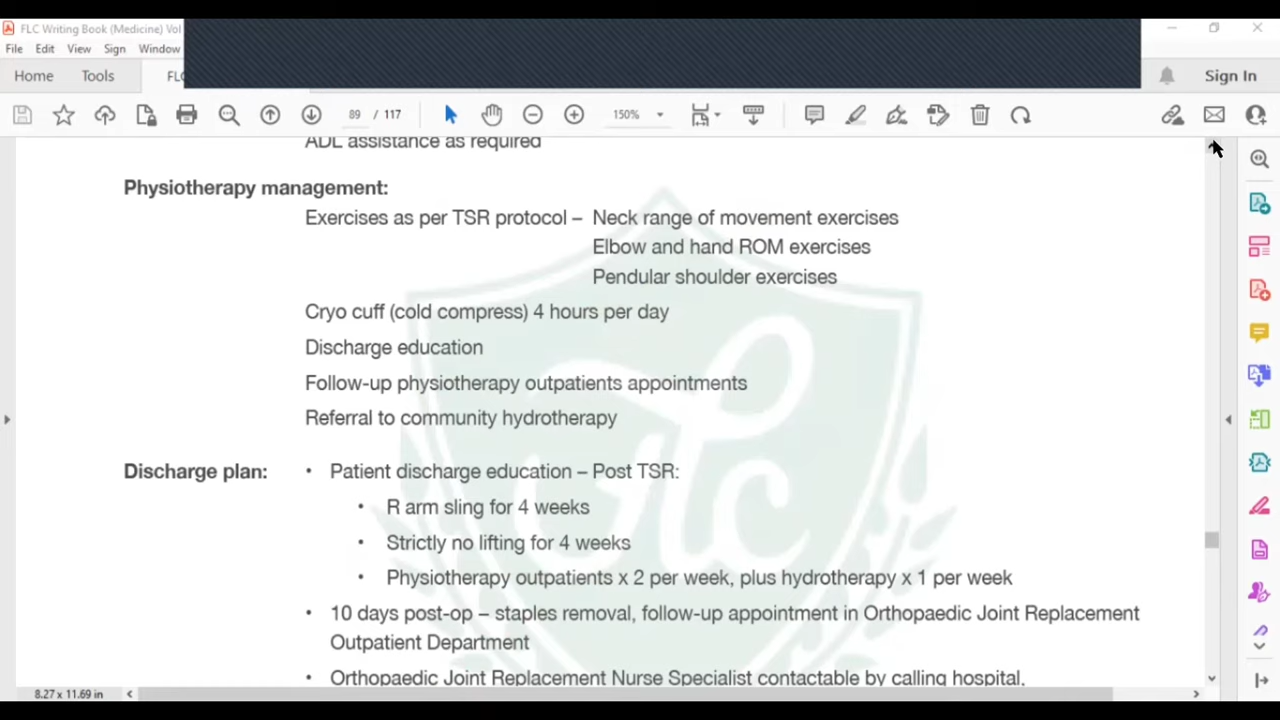 FLC Writing Book (Medicine) Vol
File Edit View Sign Window
Home Tools FLC Sign In
89 / 117 150%
ADL assistance as required
Physiotherapy management:
Exercises as per TSR protocol – Neck range of movement exercises
Elbow and hand ROM exercises
Pendular shoulder exercises
Cryo cuff (cold compress) 4 hours per day
Discharge education
Follow-up physiotherapy outpatients appointments
Referral to community hydrotherapy
Discharge plan: • Patient discharge education – Post TSR:
• R arm sling for 4 weeks
• Strictly no lifting for 4 weeks
• Physiotherapy outpatients x 2 per week, plus hydrotherapy x 1 per week
• 10 days post-op – staples removal, follow-up appointment in Orthopaedic Joint Replacement
Outpatient Department
• Orthopaedic Joint Replacement Nurse Specialist contactable by calling hospital.
8.27 x 11.69 in